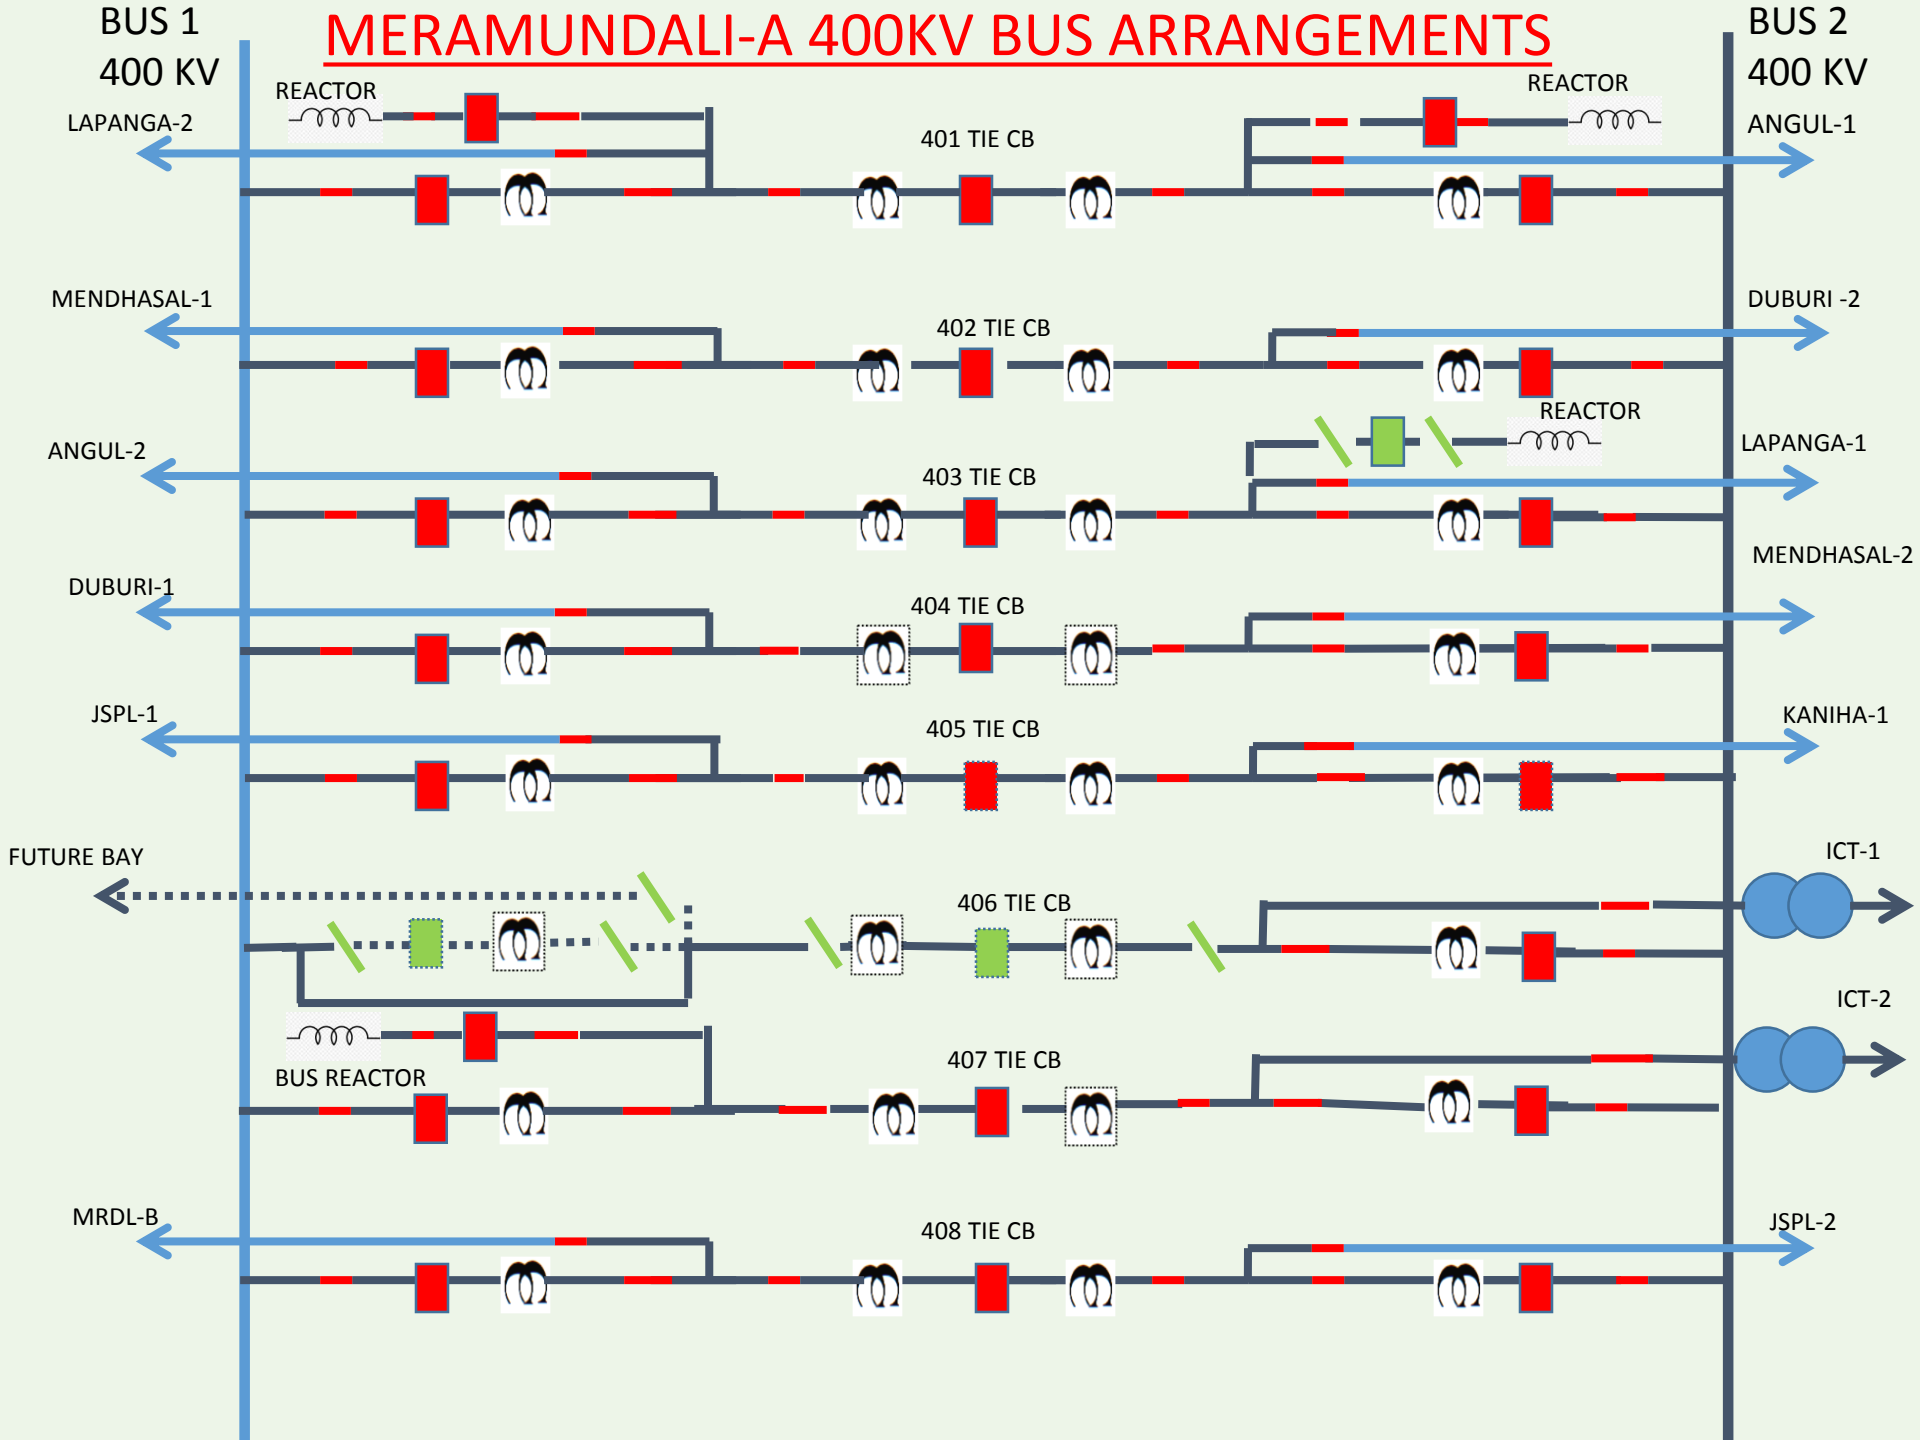 MERAMUNDALI-A 400KV BUS ARRANGEMENTS
BUS 1
400 KV
BUS 2
400 KV
REACTOR
REACTOR
LAPANGA-2
401 TIE CB
ANGUL-1
MENDHASAL-1
402 TIE CB
DUBURI -2
REACTOR
ANGUL-2
403 TIE CB
LAPANGA-1
DUBURI-1
404 TIE CB
MENDHASAL-2
JSPL-1
405 TIE CB
KANIHA-1
FUTURE BAY
406 TIE CB
ICT-1
BUS REACTOR
407 TIE CB
ICT-2
MRDL-B
408 TIE CB
JSPL-2